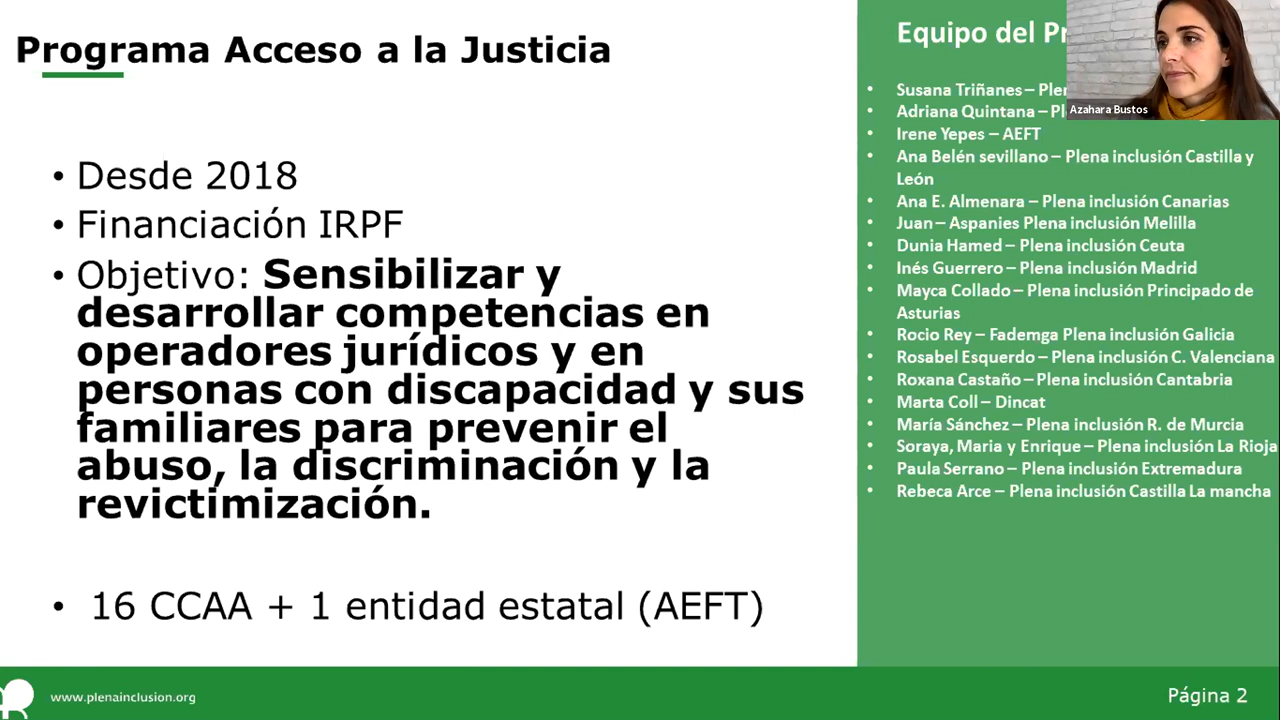 Programa Acceso a la Justicia
• Desde 2018
• Financiación IRPF
• Objetivo: Sensibilizar y
desarrollar competencias en
operadores jurídicos y en
personas con discapacidad y sus
familiares para prevenir el
abuso, la discriminación y la
revictimización.
• 16 CCAA + 1 entidad estatal (AEFT)
Equipo del
• Susana Triñanes –
• Adriana Quintana –
• Irene Yepes – AEFT
• Ana Belén sevillano – Plena inclusión Castilla y
León
• Ana E. Almenara – Plena inclusión Canarias
• Juan – Aspanies Plena inclusión Melilla
• Dunia Hamed – Plena inclusión Ceuta
• Inés Guerrero – Plena inclusión Madrid
• Mayca Collado – Plena inclusión Principado de
Asturias
• Rocio Rey – Fademga Plena inclusión Galicia
• Rosabel Esquerdo – Plena inclusión C. Valenciana
• Roxana Castaño – Plena inclusión Cantabria
• Marta Coll – Dincat
• María Sánchez – Plena inclusión R. de Murcia
• Soraya, Maria y Enrique – Plena inclusión La Rioja
• Paula Serrano – Plena inclusión Extremadura
• Rebeca Arce – Plena inclusión Castilla La mancha
Azahara Bustos
www.plenainclusion.org
Página 2